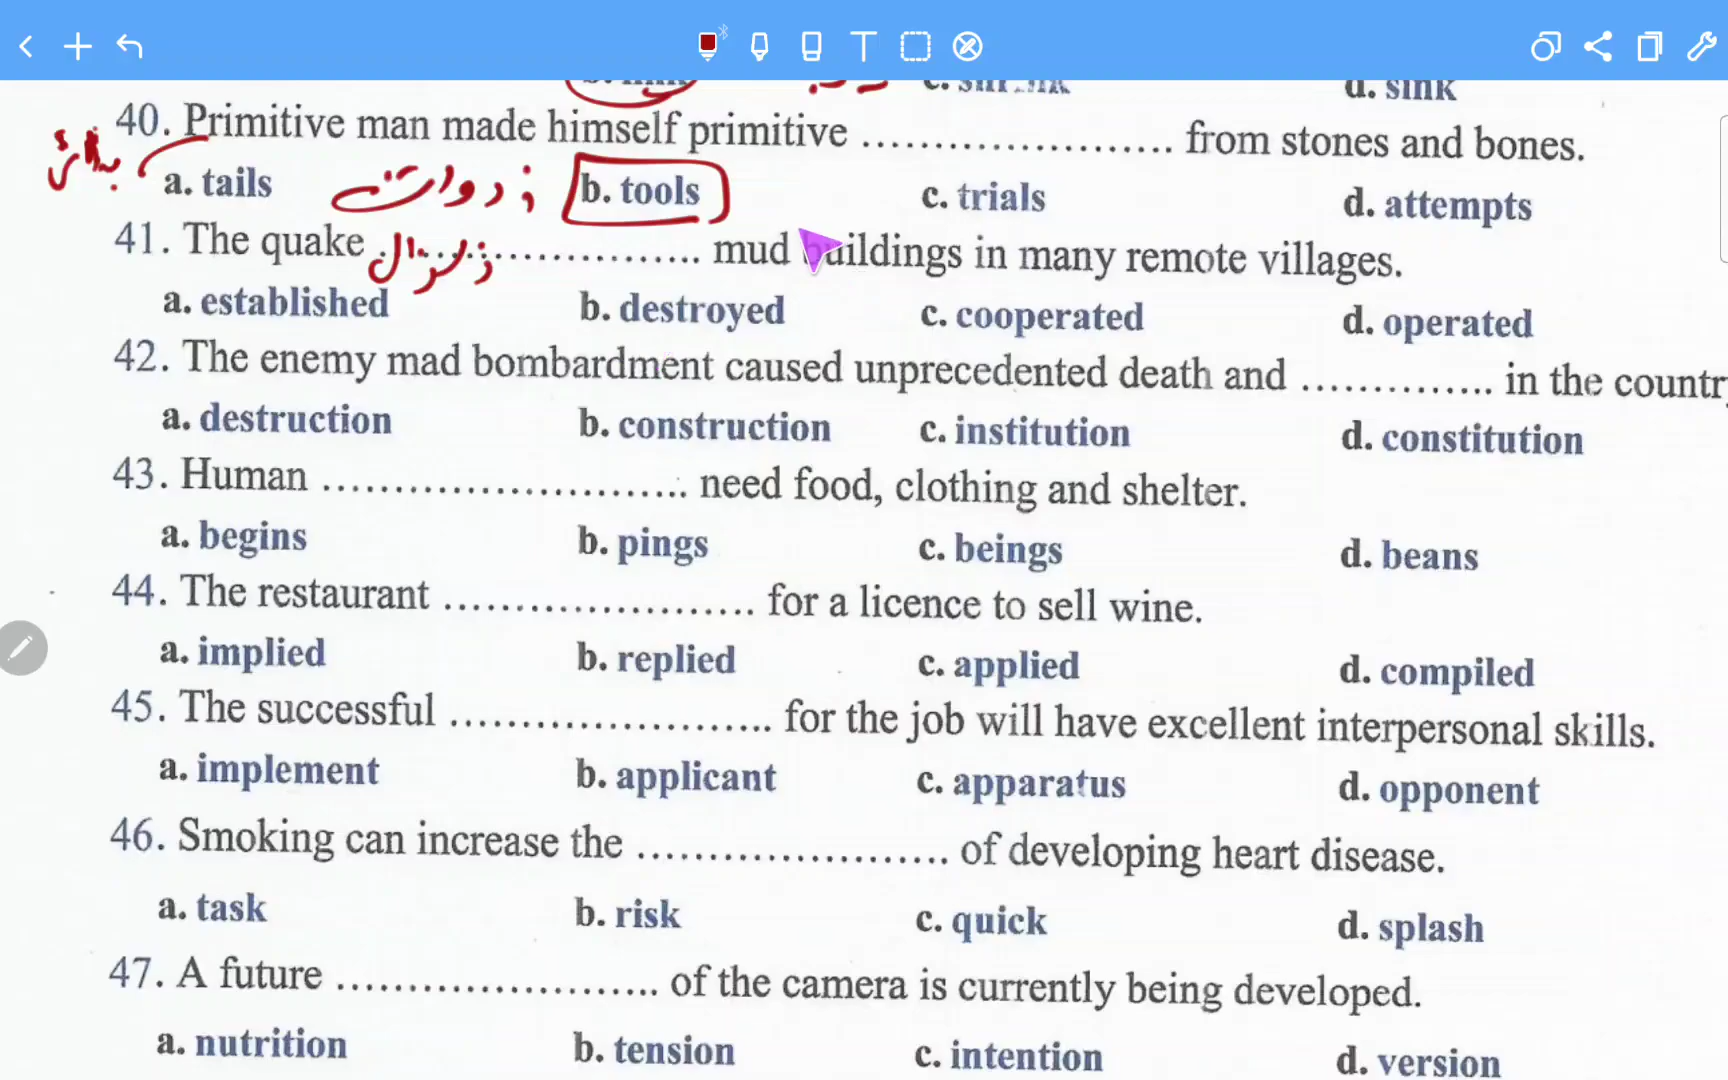 d. sink
40. Primitive man made himself primitive ...................... from stones and bones.
a. tails أدوات b. tools c. trials d. attempts
41. The quake زلزال .................. mud buildings in many remote villages.
a. established b. destroyed c. cooperated d. operated
42. The enemy mad bombardment caused unprecedented death and .............. in the country
a. destruction b. construction c. institution d. constitution
43. Human .......................... need food, clothing and shelter.
a. begins b. pings c. beings d. beans
44. The restaurant ...................... for a licence to sell wine.
a. implied b. replied c. applied d. compiled
45. The successful ....................... for the job will have excellent interpersonal skills.
a. implement b. applicant c. apparatus d. opponent
46. Smoking can increase the ...................... of developing heart disease.
a. task b. risk c. quick d. splash
47. A future ....................... of the camera is currently being developed.
a. nutrition b. tension c. intention d. version